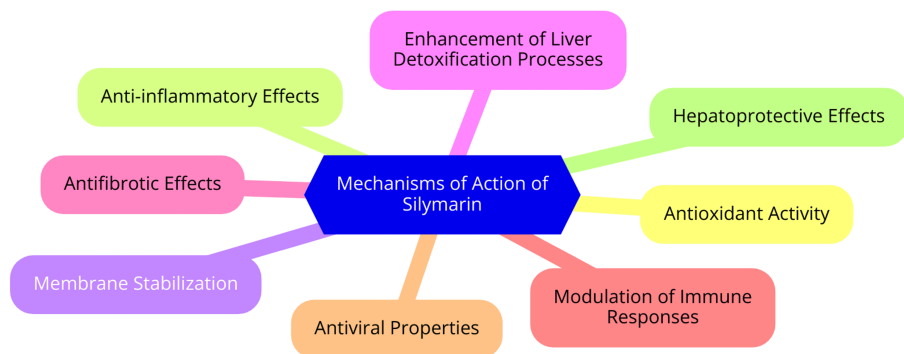 Enhancement of Liver
Detoxification Processes
Anti-inflammatory Effects
Hepatoprotective Effects
Antifibrotic Effects
Mechanisms of Action of
Silymarin
Antioxidant Activity
Membrane Stabilization
Modulation of Immune
Responses
Antiviral Properties